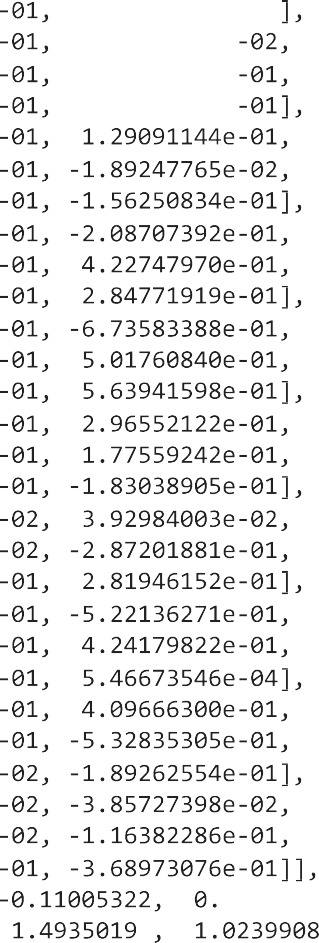 -01, ],
-01, -02,
-01, -01,
-01, -01],
-01, 1.29091144e-01,
-01, -1.89247765e-02,
-01, -1.56250834e-01],
-01, -2.08707392e-01,
-01, 4.22747970e-01,
-01, 2.84771919e-01],
-01, -6.73583388e-01,
-01, 5.01760840e-01,
-01, 5.63941598e-01],
-01, 2.96552122e-01,
-01, 1.77559242e-01,
-01, -1.83038905e-01],
-02, 3.92984003e-02,
-02, -2.87201881e-01,
-01, 2.81946152e-01],
-01, -5.22136271e-01,
-01, 4.24179822e-01,
-01, 5.46673546e-04],
-01, 4.09666300e-01,
-01, -5.32835305e-01,
-02, -1.89262554e-01],
-02, -3.85727398e-02,
-02, -1.16382286e-01,
-01, -3.68973076e-01]],
-0.11005322, 0.
1.4935019 , 1.0239908